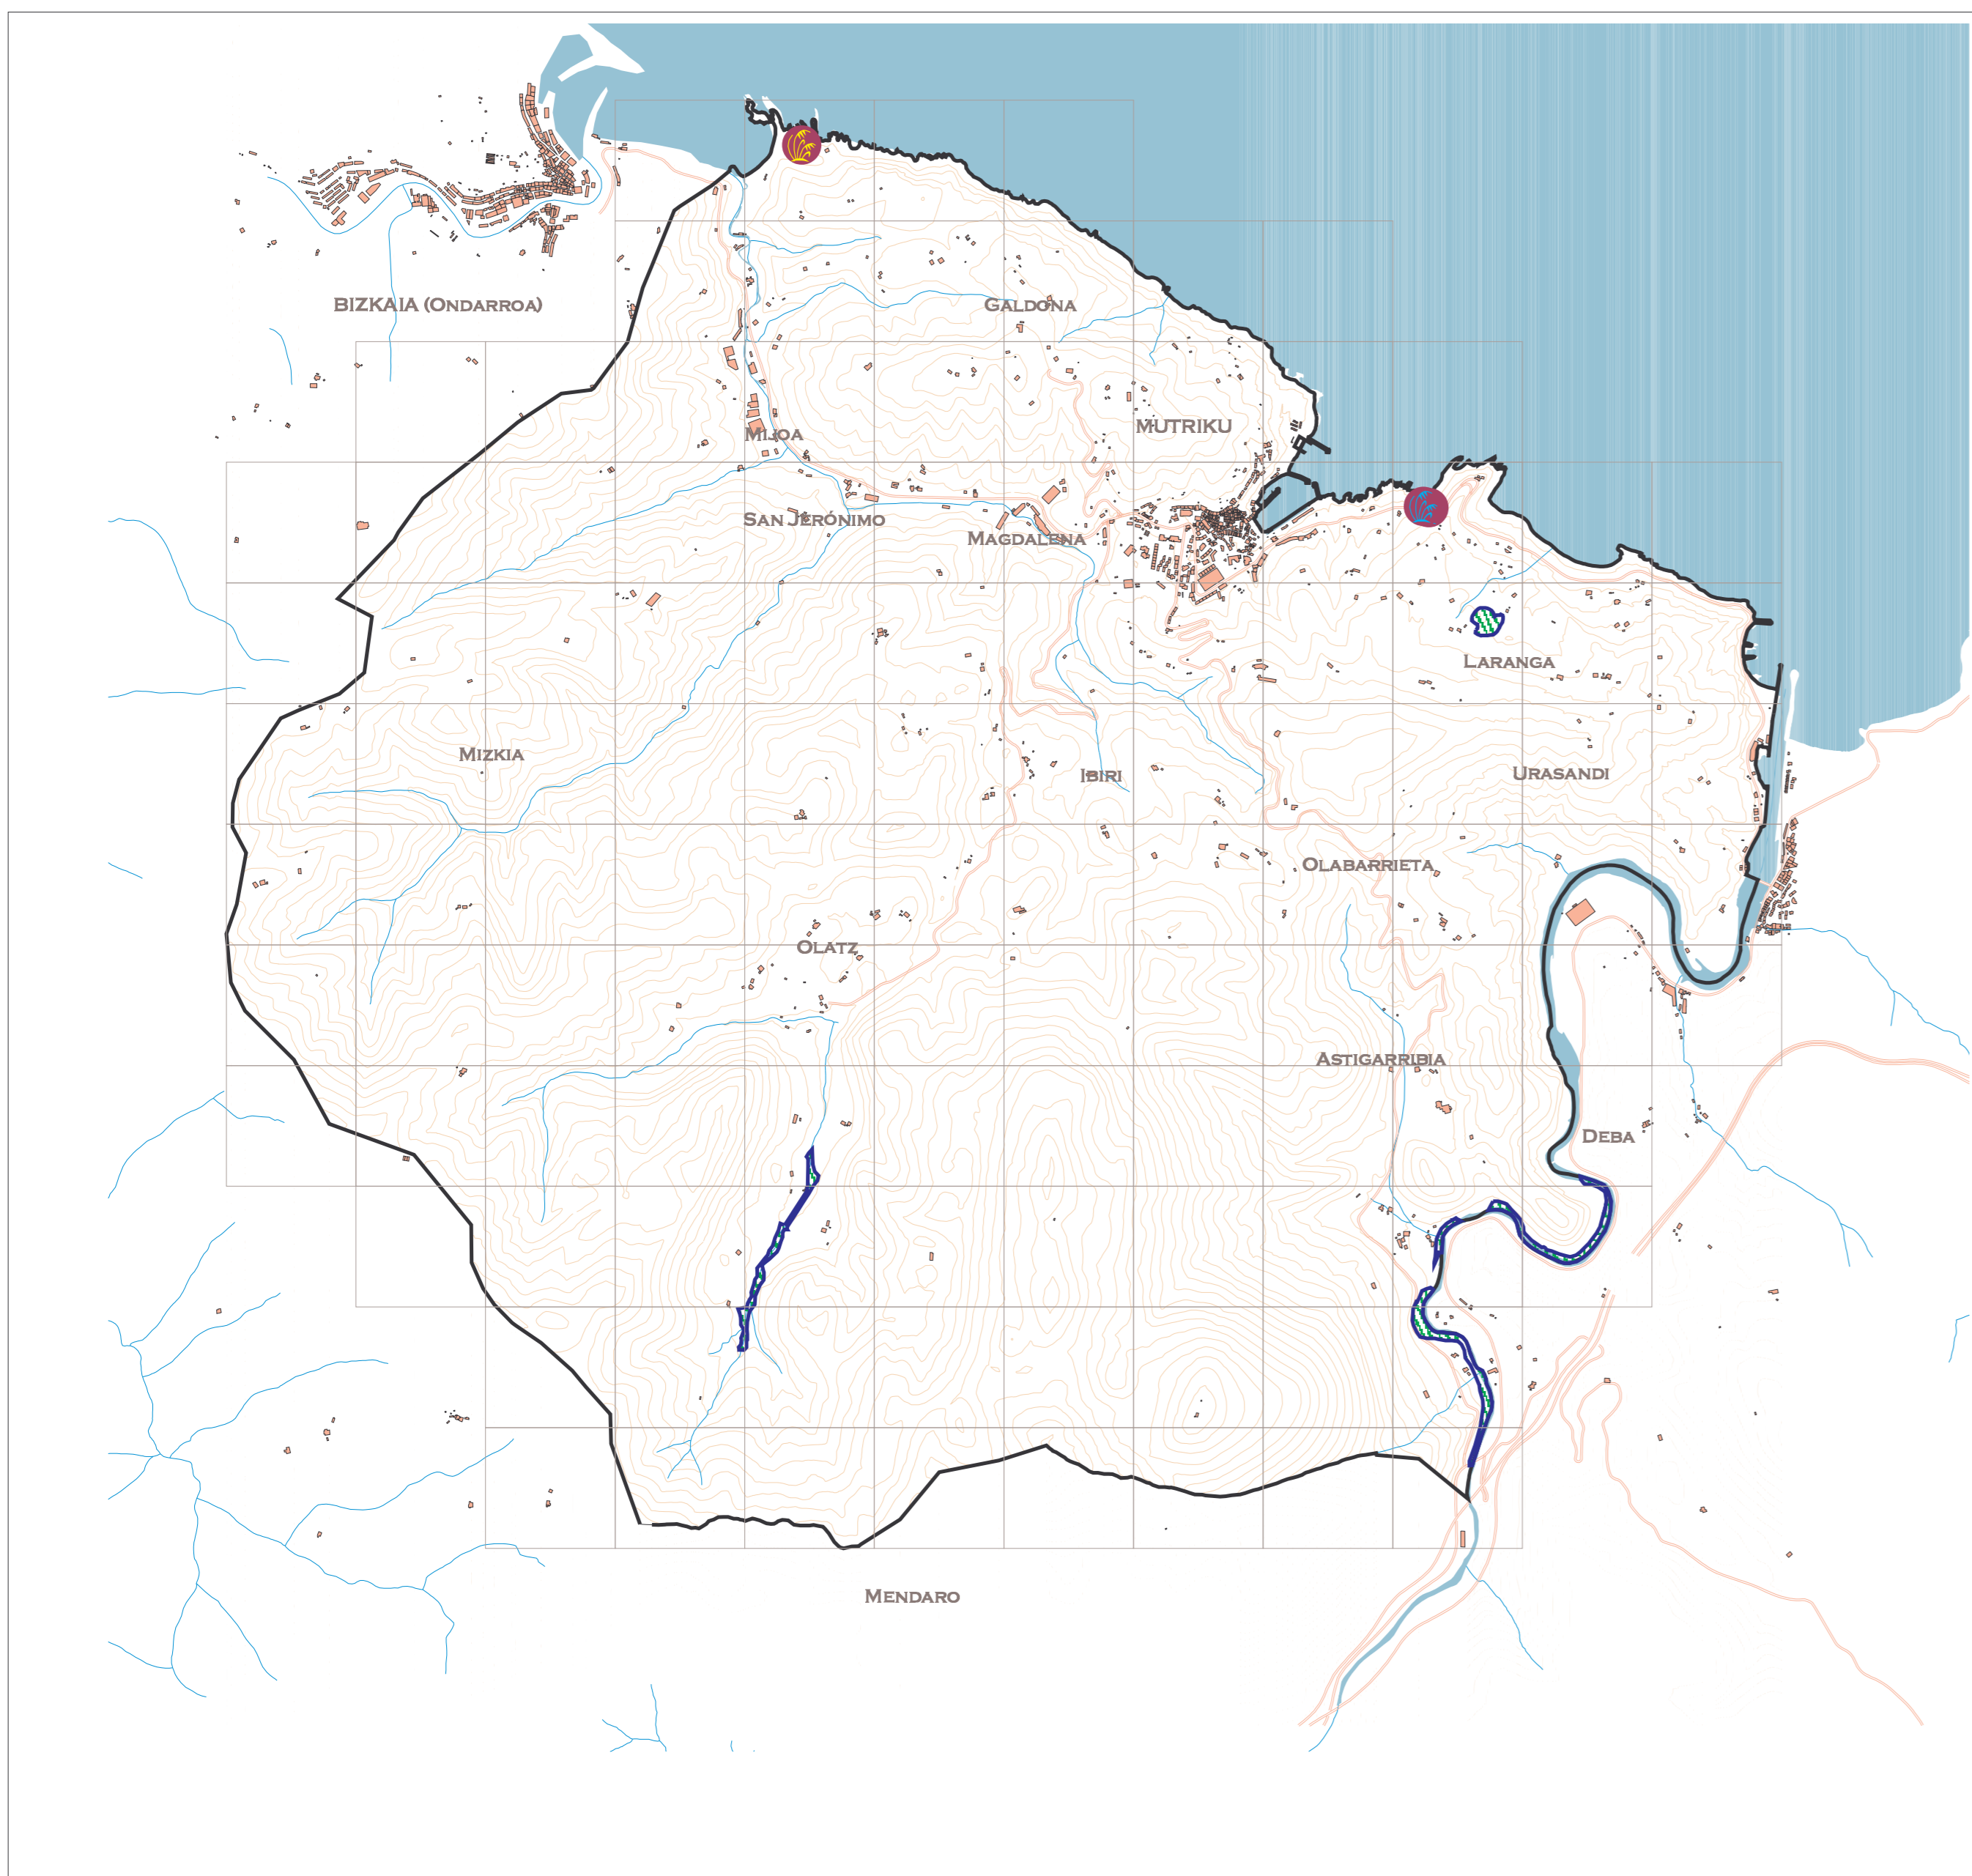 BIZKAIA (ONDARROA)
GALDONA
MUTRIKU
MIJOA
SAN JERÓNIMO
MAGDALENA
LARANGA
MIZKIA
IBIRI
URASANDI
OLABARRIETA
OLATZ
ASTIGARRIBIA
DEBA
MENDARO